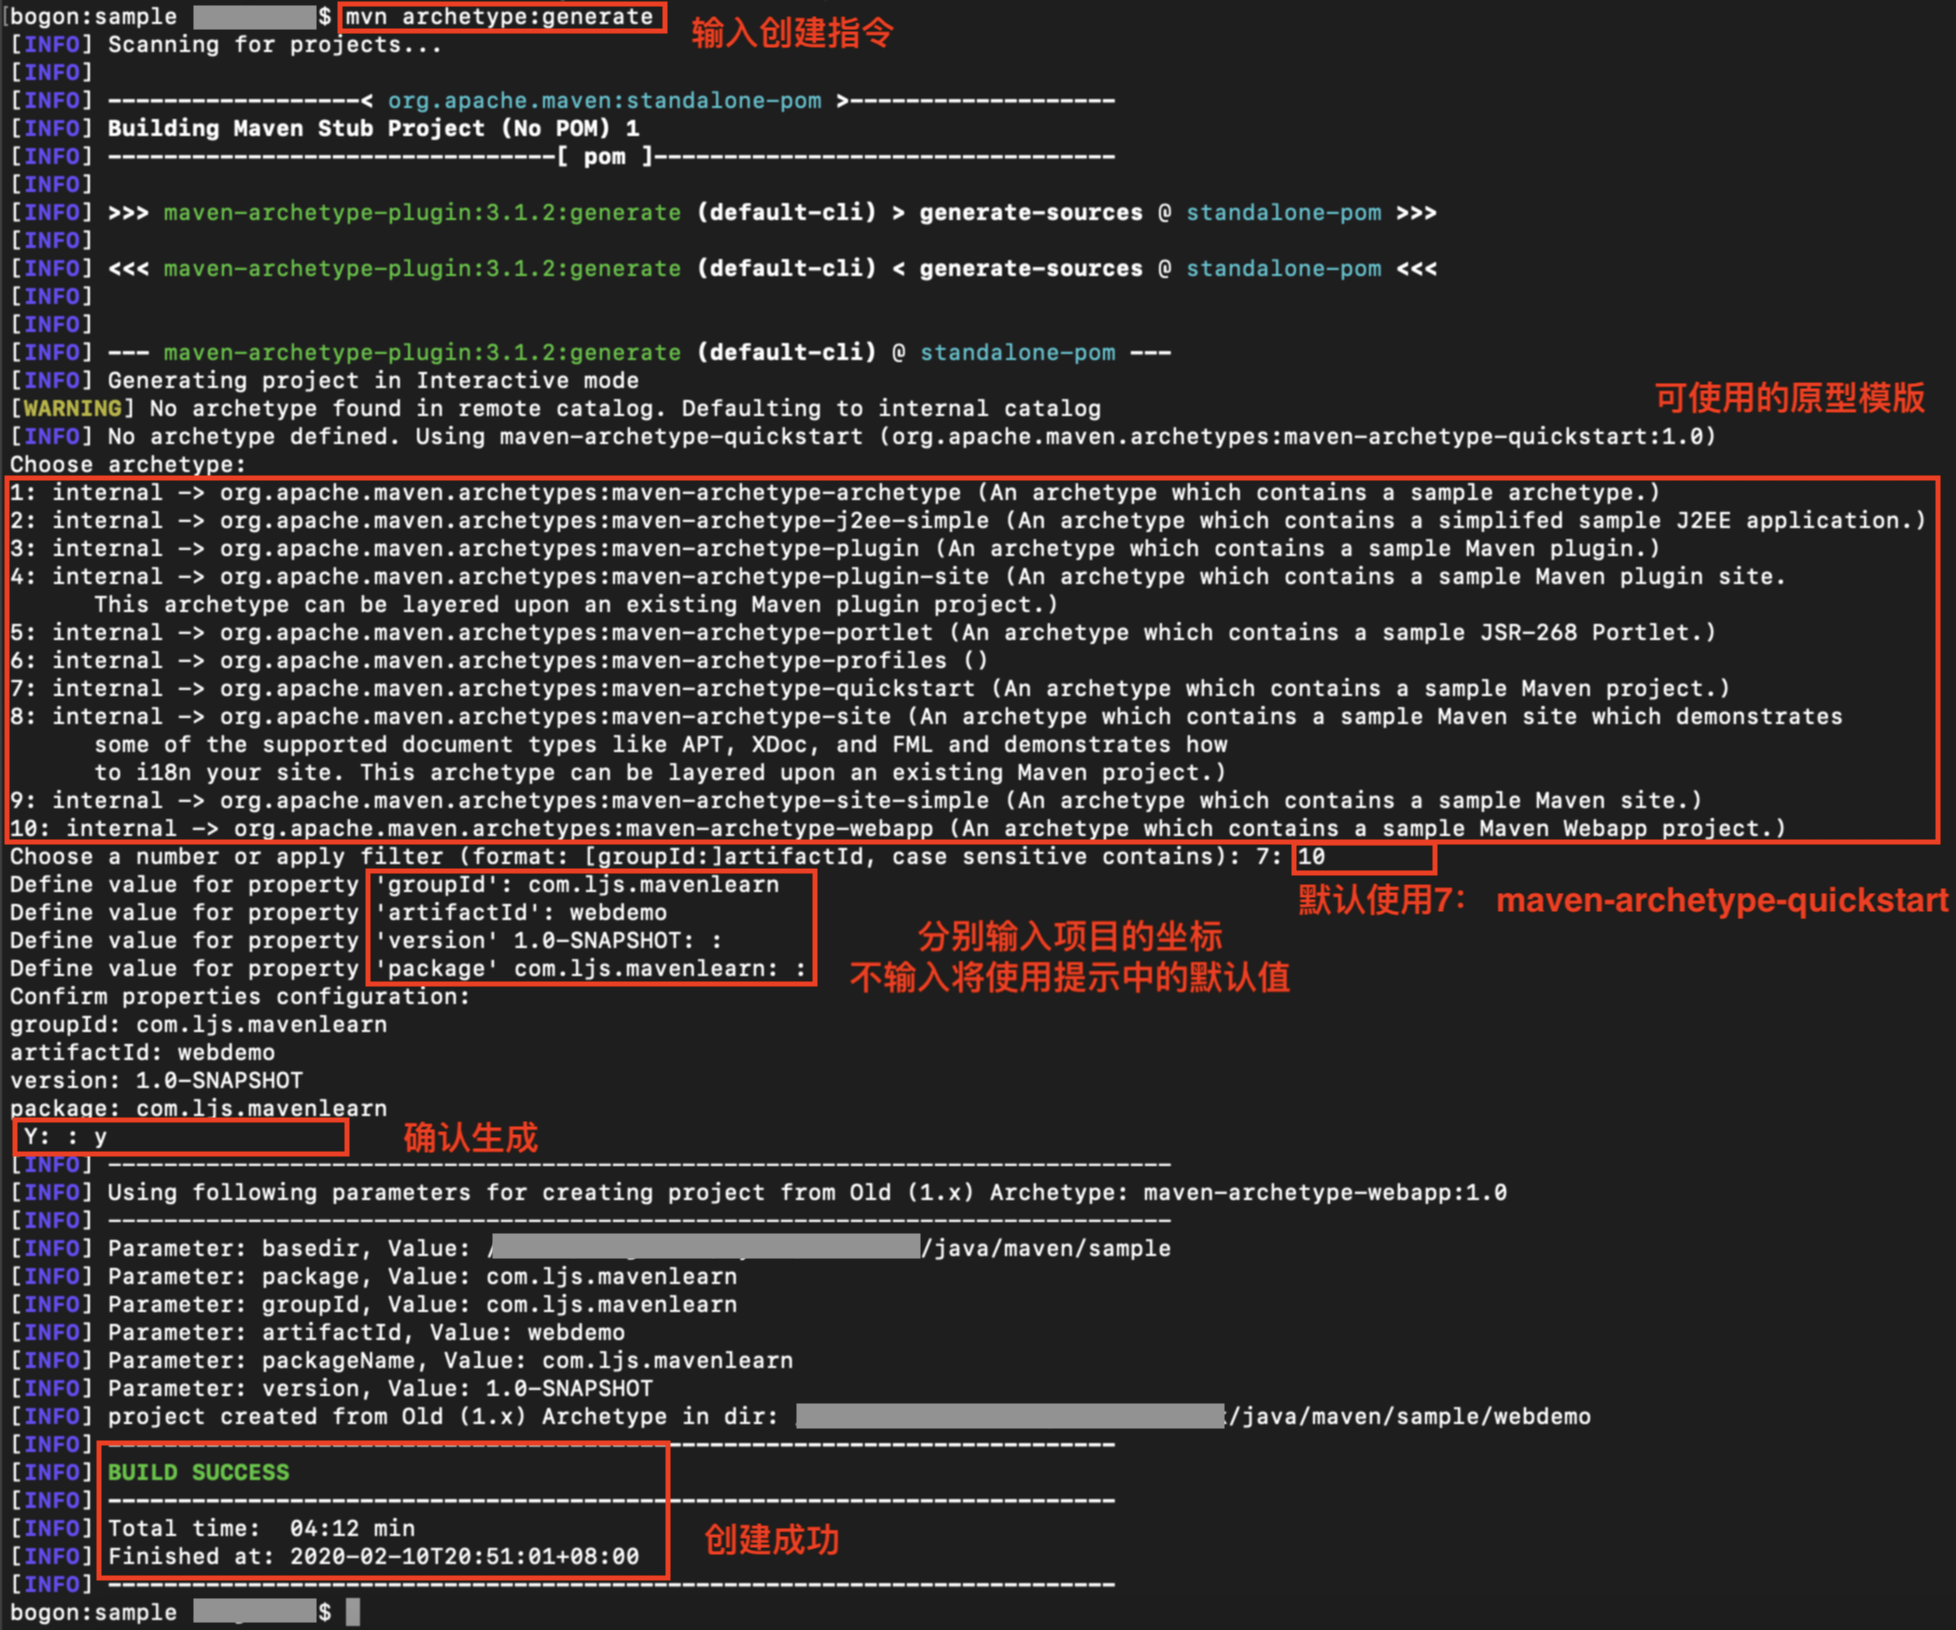 [bogon:sample $ mvn archetype:generate
输入创建指令
[INFO] Scanning for projects...
[INFO]
[INFO] ------------------< org.apache.maven:standalone-pom >-------------------
[INFO] Building Maven Stub Project (No POM) 1
[INFO] --------------------------------[ pom ]---------------------------------
[INFO]
[INFO] >>> maven-archetype-plugin:3.1.2:generate (default-cli) > generate-sources @ standalone-pom >>>
[INFO]
[INFO] <<< maven-archetype-plugin:3.1.2:generate (default-cli) < generate-sources @ standalone-pom <<<
[INFO]
[INFO]
[INFO] --- maven-archetype-plugin:3.1.2:generate (default-cli) @ standalone-pom ---
[INFO] Generating project in Interactive mode
可使用的原型模版
[WARNING] No archetype found in remote catalog. Defaulting to internal catalog
[INFO] No archetype defined. Using maven-archetype-quickstart (org.apache.maven.archetypes:maven-archetype-quickstart:1.0)
Choose archetype:
1: internal -> org.apache.maven.archetypes:maven-archetype-archetype (An archetype which contains a sample archetype.)
2: internal -> org.apache.maven.archetypes:maven-archetype-j2ee-simple (An archetype which contains a simplifed sample J2EE application.)
3: internal -> org.apache.maven.archetypes:maven-archetype-plugin (An archetype which contains a sample Maven plugin.)
4: internal -> org.apache.maven.archetypes:maven-archetype-plugin-site (An archetype which contains a sample Maven plugin site.
This archetype can be layered upon an existing Maven plugin project.)
5: internal -> org.apache.maven.archetypes:maven-archetype-portlet (An archetype which contains a sample JSR-268 Portlet.)
6: internal -> org.apache.maven.archetypes:maven-archetype-profiles ()
7: internal -> org.apache.maven.archetypes:maven-archetype-quickstart (An archetype which contains a sample Maven project.)
8: internal -> org.apache.maven.archetypes:maven-archetype-site (An archetype which contains a sample Maven site which demonstrates
some of the supported document types like APT, XDoc, and FML and demonstrates how
to i18n your site. This archetype can be layered upon an existing Maven project.)
9: internal -> org.apache.maven.archetypes:maven-archetype-site-simple (An archetype which contains a sample Maven site.)
10: internal -> org.apache.maven.archetypes:maven-archetype-webapp (An archetype which contains a sample Maven Webapp project.)
Choose a number or apply filter (format: [groupId:]artifactId, case sensitive contains): 7: 10
默认使用7： maven-archetype-quickstart
Define value for property 'groupId': com.ljs.mavenlearn
Define value for property 'artifactId': webdemo
Define value for property 'version' 1.0-SNAPSHOT: :
Define value for property 'package' com.ljs.mavenlearn: :
分别输入项目的坐标
不输入将使用提示中的默认值
Confirm properties configuration:
groupId: com.ljs.mavenlearn
artifactId: webdemo
version: 1.0-SNAPSHOT
package: com.ljs.mavenlearn
Y: : y
确认生成
[INFO] ----------------------------------------------------------------------------
[INFO] Using following parameters for creating project from Old (1.x) Archetype: maven-archetype-webapp:1.0
[INFO] ----------------------------------------------------------------------------
[INFO] Parameter: basedir, Value: / /java/maven/sample
[INFO] Parameter: package, Value: com.ljs.mavenlearn
[INFO] Parameter: groupId, Value: com.ljs.mavenlearn
[INFO] Parameter: artifactId, Value: webdemo
[INFO] Parameter: packageName, Value: com.ljs.mavenlearn
[INFO] Parameter: version, Value: 1.0-SNAPSHOT
[INFO] project created from Old (1.x) Archetype in dir: /java/maven/sample/webdemo
[INFO] ------------------------------------------------------------------------
[INFO] BUILD SUCCESS
[INFO] ------------------------------------------------------------------------
[INFO] Total time:  04:12 min
[INFO] Finished at: 2020-02-10T20:51:01+08:00
创建成功
[INFO] ------------------------------------------------------------------------
bogon:sample $